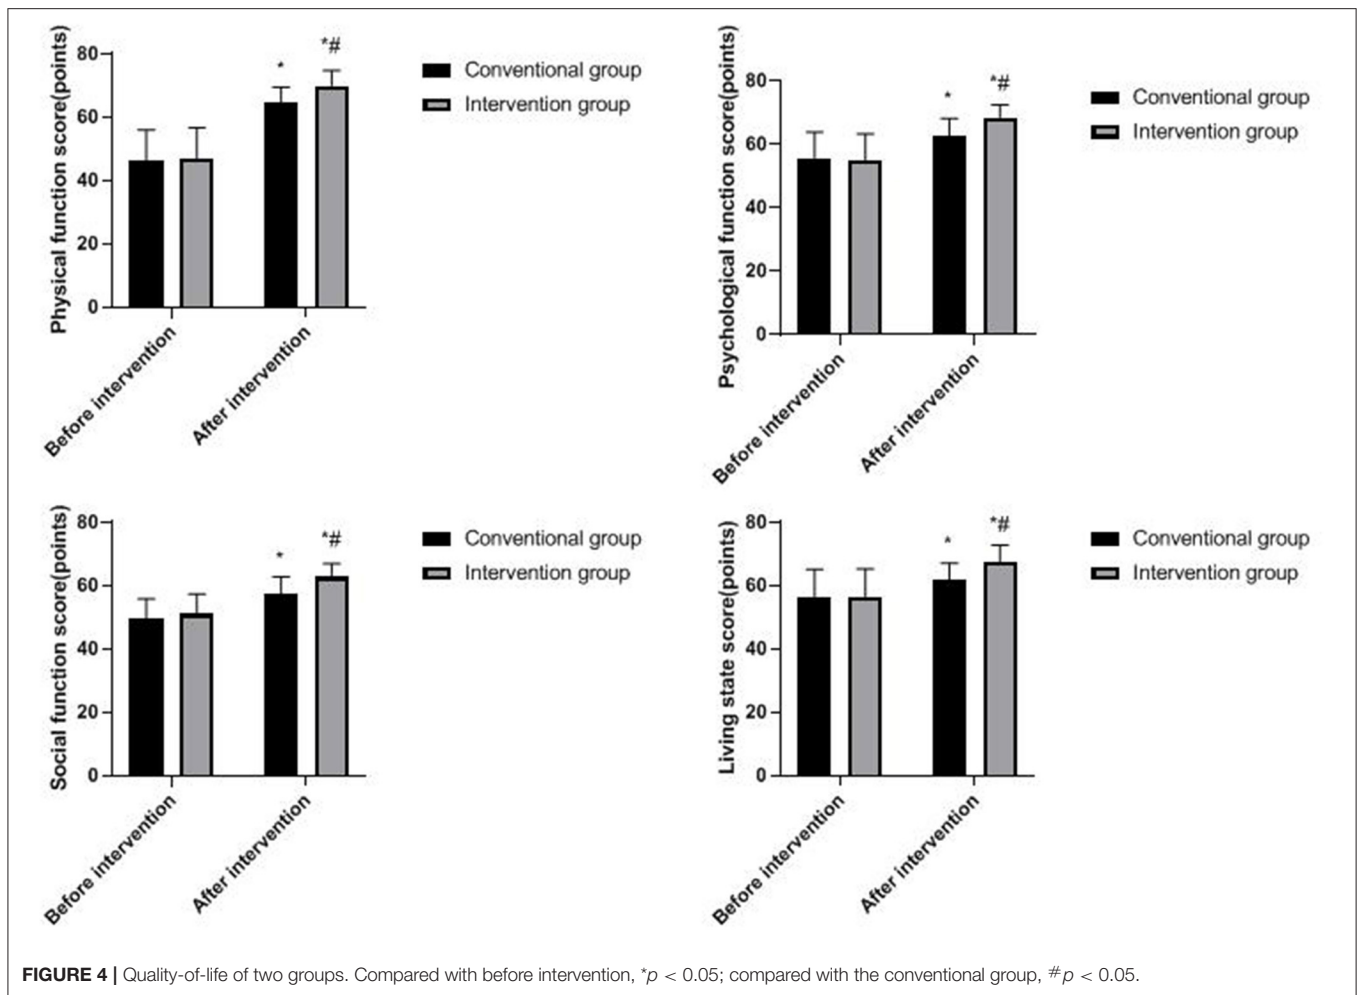 Physical function score(points)
80
60
40
20
0
*
*#
Before intervention
After intervention
Conventional group
Intervention group
Psychological function score(points)
80
60
40
20
0
*
*#
Before intervention
After intervention
Conventional group
Intervention group
Social function score(points)
80
60
40
20
0
*
*#
Before intervention
After intervention
Conventional group
Intervention group
Living state score(points)
80
60
40
20
0
*
*#
Before intervention
After intervention
Conventional group
Intervention group
FIGURE 4 | Quality-of-life of two groups. Compared with before intervention, *p < 0.05; compared with the conventional group, #p < 0.05.